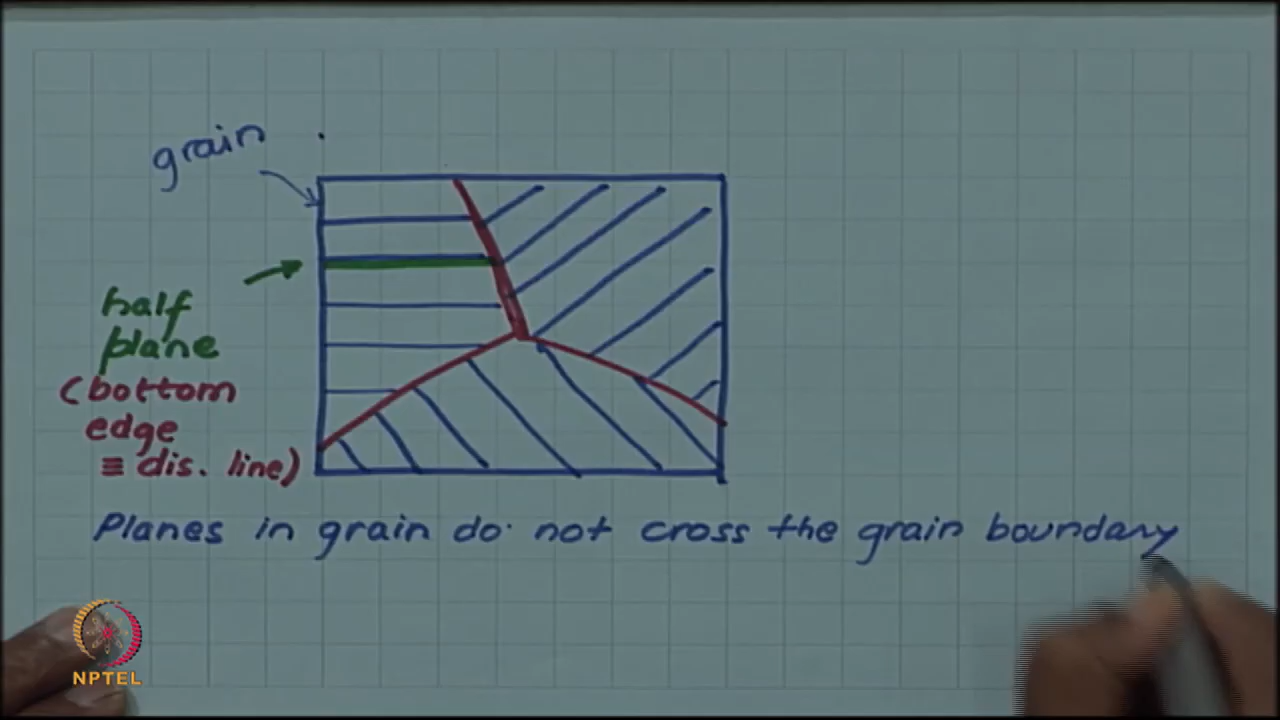 grain
half
plane
(bottom
edge
≡ dis. line)
Planes in grain do not cross the grain boundary
NPTEL